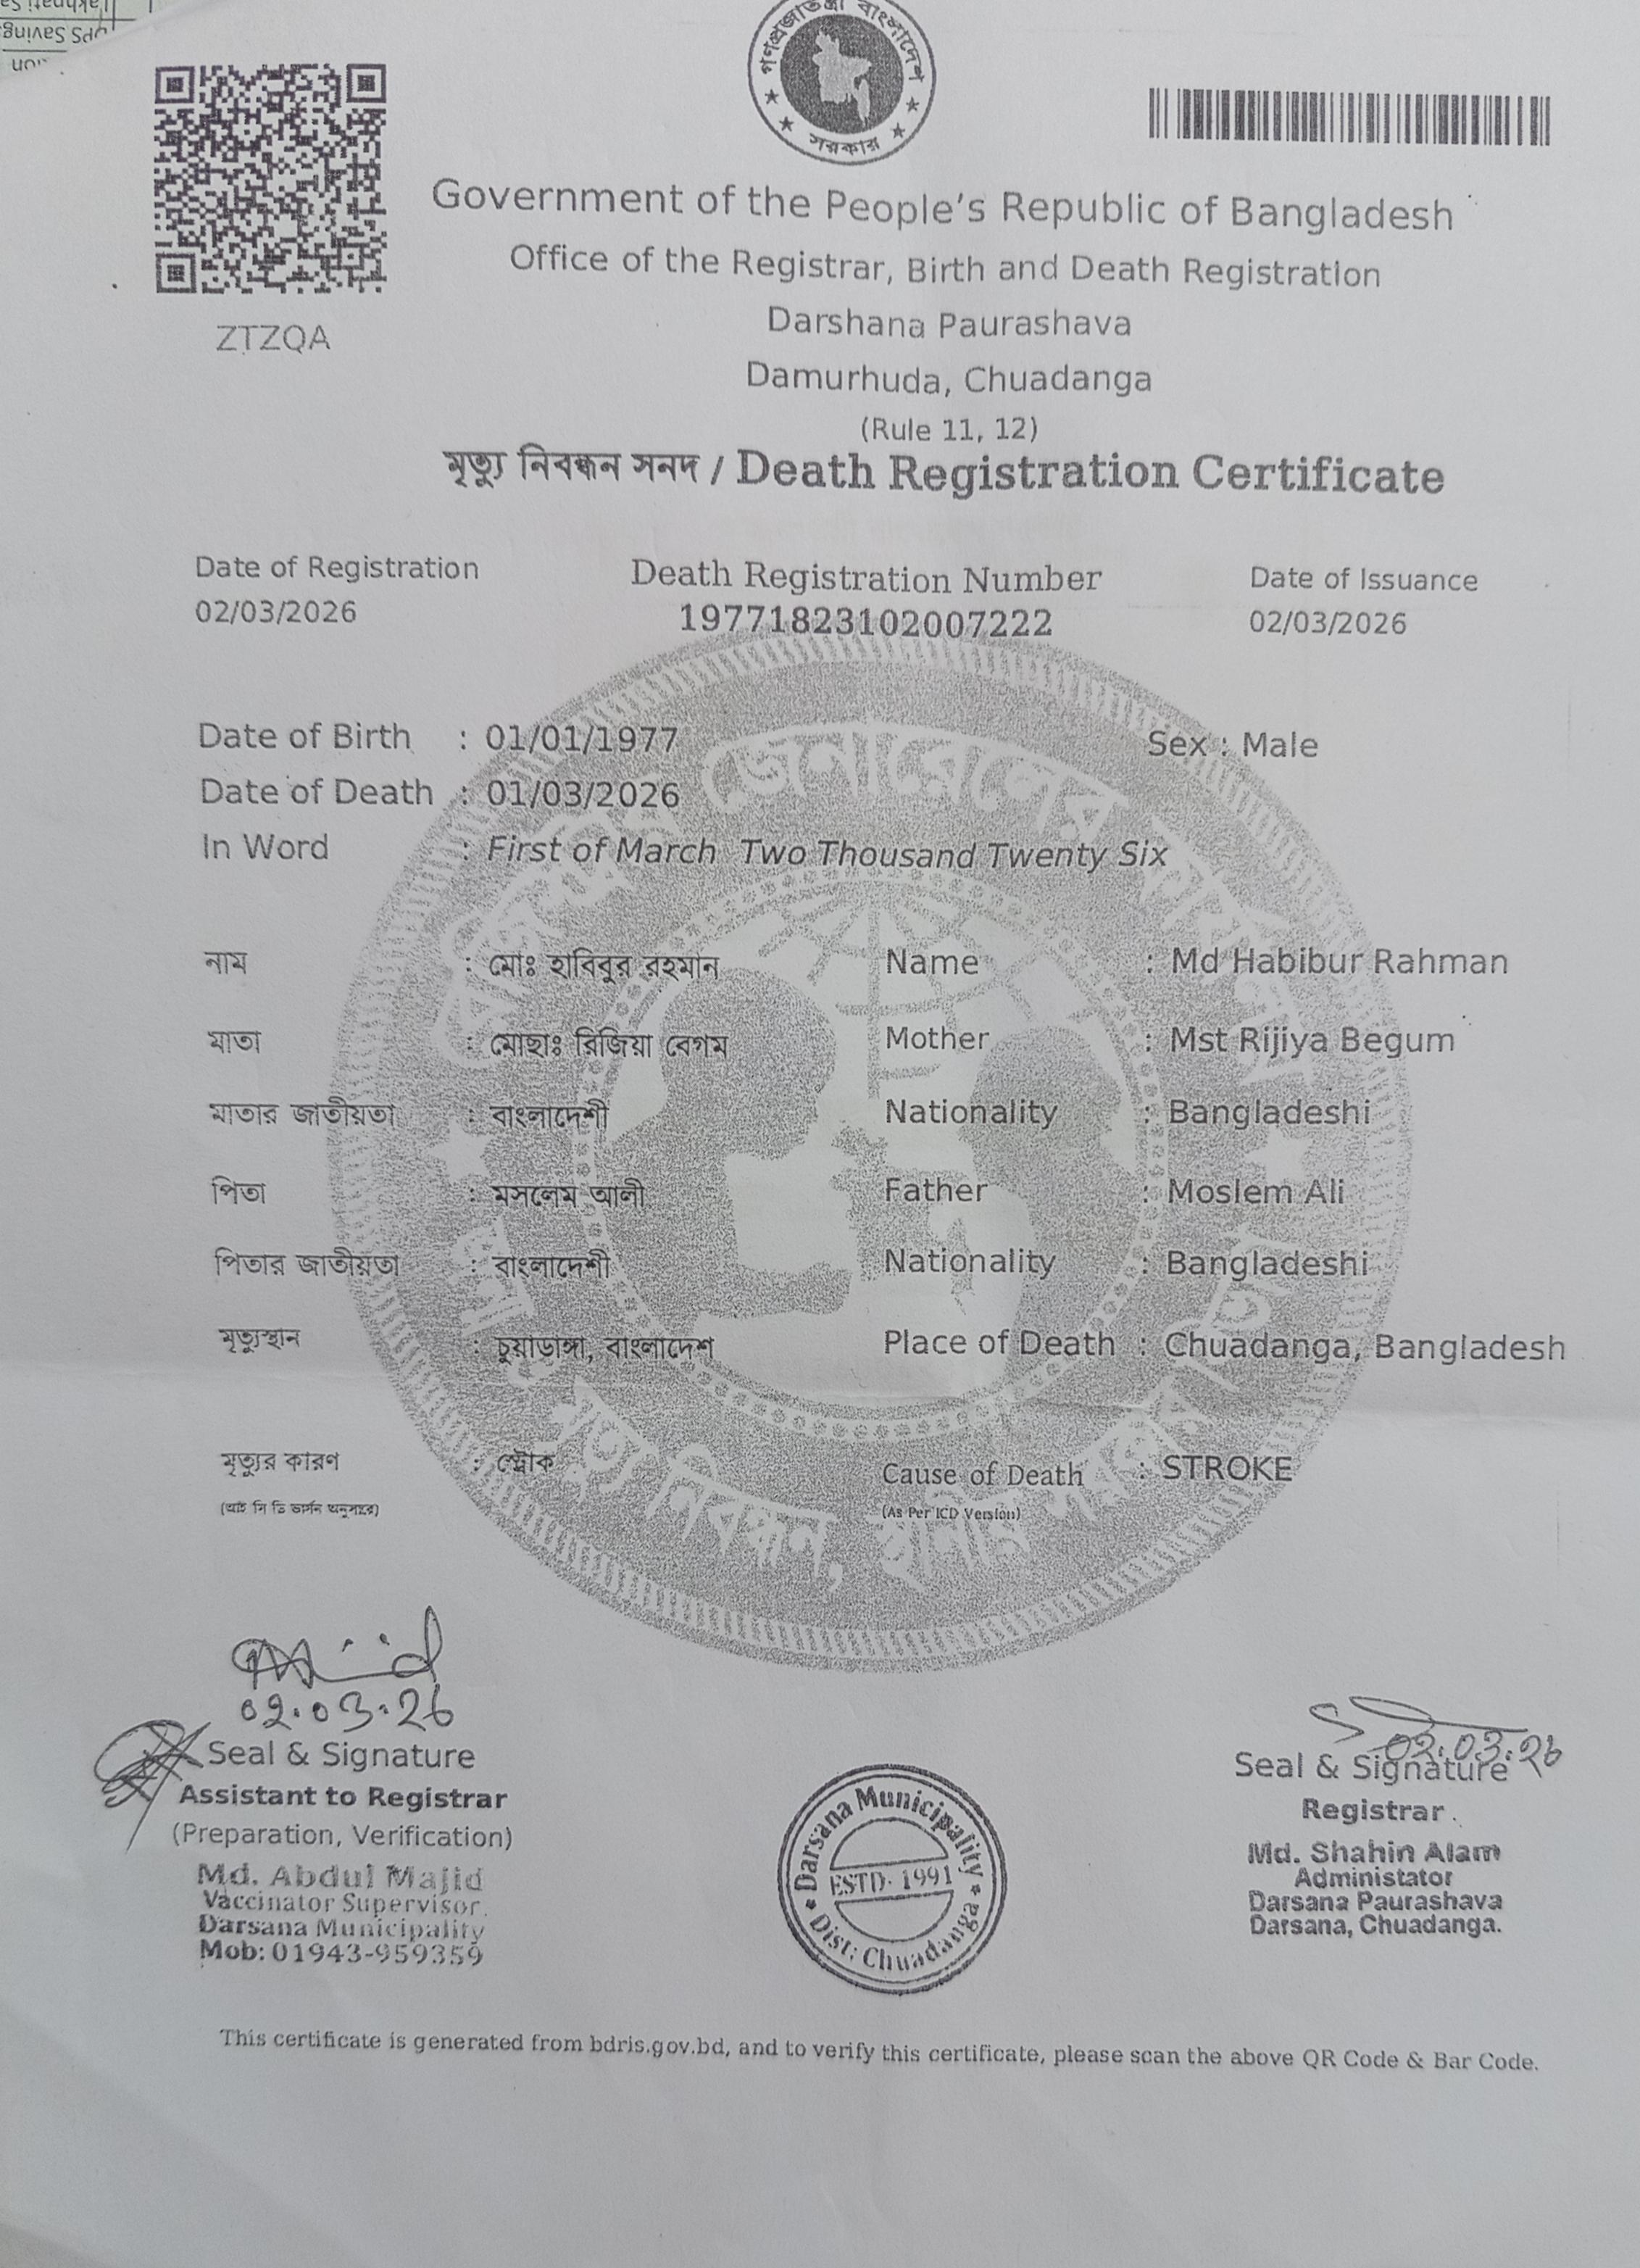 গণপ্রজাতন্ত্রী বাংলাদেশ
সরকার
ZTZQA
Government of the People's Republic of Bangladesh
Office of the Registrar, Birth and Death Registration
Darshana Paurashava
Damurhuda, Chuadanga
(Rule 11, 12)
মৃত্যু নিবন্ধন সনদ / Death Registration Certificate
Date of Registration Death Registration Number Date of Issuance
02/03/2026 19771823102007222 02/03/2026
Date of Birth : 01/01/1977 Sex : Male
Date of Death : 01/03/2026
In Word : First of March Two Thousand Twenty Six
নাম : মোঃ হাবিবুর রহমান Name : Md Habibur Rahman
মাতা : মোছাঃ রিজিয়া বেগম Mother : Mst Rijiya Begum
মাতার জাতীয়তা : বাংলাদেশী Nationality : Bangladeshi
পিতা : মসলেম আলী Father : Moslem Ali
পিতার জাতীয়তা : বাংলাদেশী Nationality : Bangladeshi
মৃত্যুস্থান : চুয়াডাঙ্গা, বাংলাদেশ Place of Death : Chuadanga, Bangladesh
মৃত্যুর কারণ : স্ট্রোক Cause of Death : STROKE
(আই সি ডি ভার্সন অনুসারে) (As Per ICD Version)
02.03.26 02.03.26
Seal & Signature Seal & Signature
Assistant to Registrar Registrar
(Preparation, Verification)
Md. Abdul Majid Md. Shahin Alam
Vaccinator Supervisor. Administator
Darsana Municipality Darsana Paurashava
Mob: 01943-959359 Darsana, Chuadanga.
Darsana Municipality
ESTD. 1991
Dist: Chuadanga
This certificate is generated from bdris.gov.bd, and to verify this certificate, please scan the above QR Code & Bar Code.